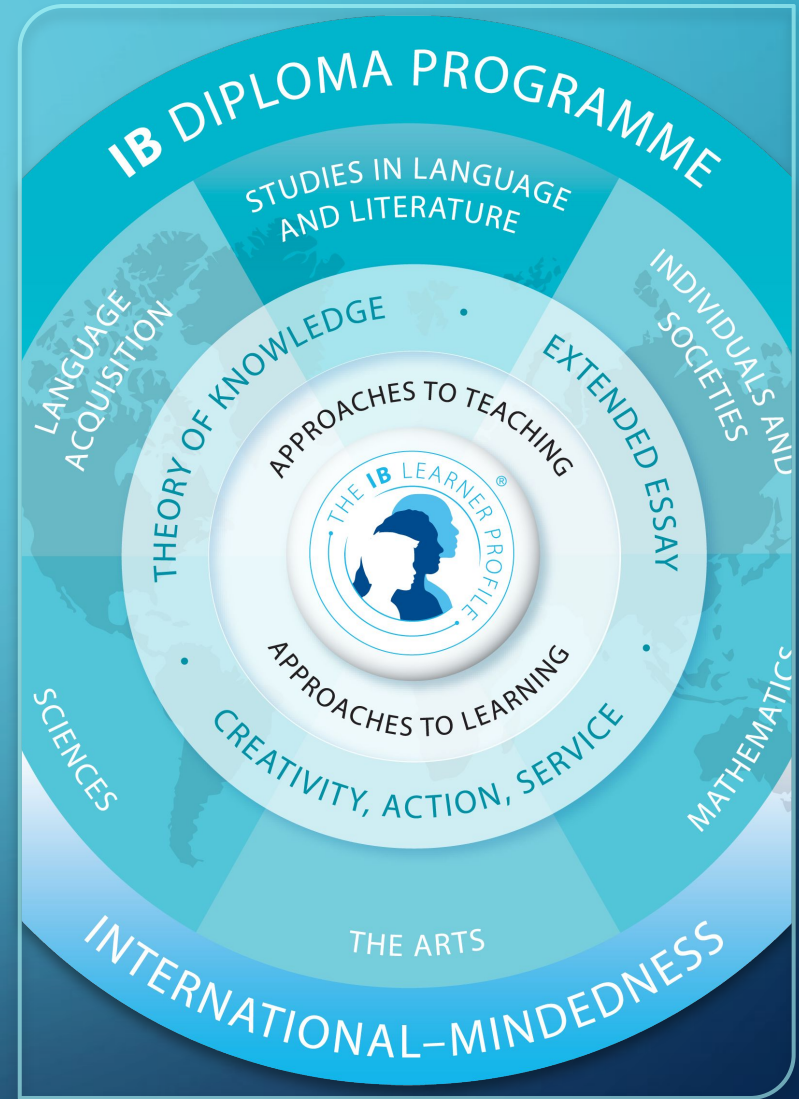 IB DIPLOMA PROGRAMME
STUDIES IN LANGUAGE
AND LITERATURE
LANGUAGE
ACQUISITION
INDIVIDUALS AND
SOCIETIES
THEORY OF KNOWLEDGE
•
EXTENDED ESSAY
APPROACHES TO TEACHING
• THE IB LEARNER PROFILE •
®
APPROACHES TO LEARNING
•
CREATIVITY, ACTION, SERVICE
•
SCIENCES
MATHEMATICS
THE ARTS
INTERNATIONAL–MINDEDNESS